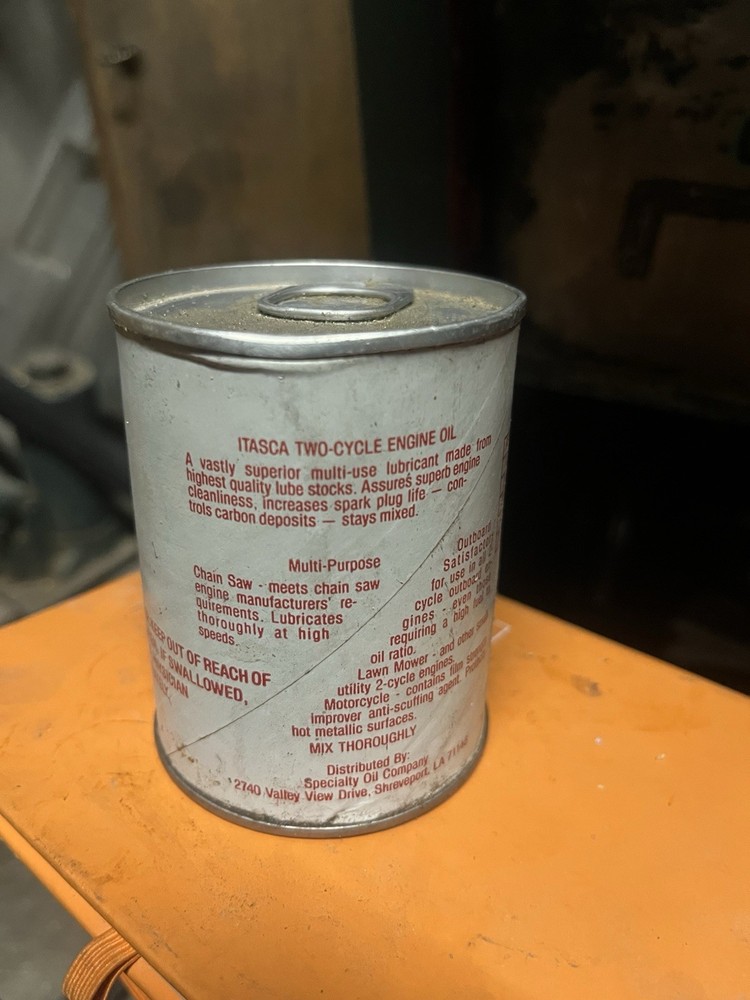 ITASCA TWO-CYCLE ENGINE OIL
A vastly superior multi-use lubricant made from
highest quality lube stocks. Assures superb engine
cleanliness, increases spark plug life — con-
trols carbon deposits — stays mixed.
Multi-Purpose
Chain Saw - meets chain saw
engine manufacturers' re-
quirements. Lubricates
thoroughly at high
speeds.
KEEP OUT OF REACH OF
IF SWALLOWED,
Outboard
Satisfactory
for use in all 2
cycle outboard en-
gines - even those
requiring a high
oil ratio.
Lawn Mower - and other small
utility 2-cycle engines.
Motorcycle - contains film strength
improver anti-scuffing agent.
hot metallic surfaces.
MIX THOROUGHLY
Distributed By:
Specialty Oil Company
2740 Valley View Drive, Shreveport, LA